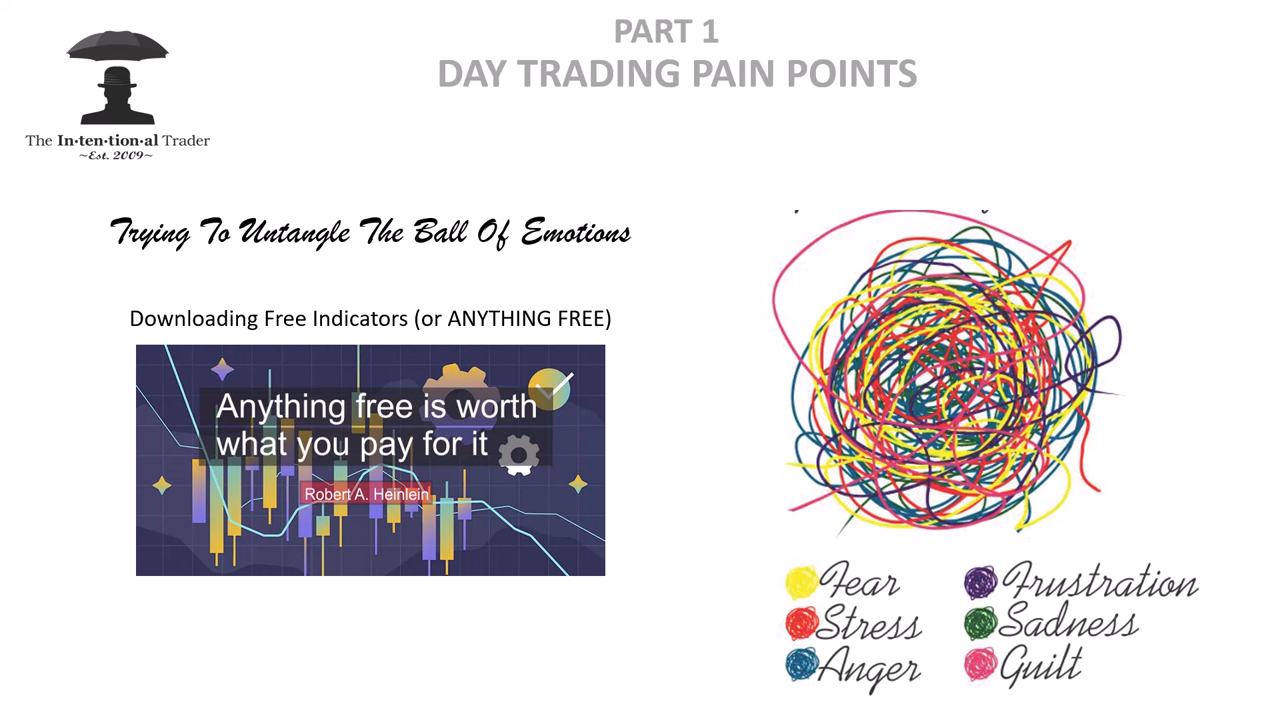 PART 1
DAY TRADING PAIN POINTS
The In·ten·tion·al Trader
~Est. 2009~
Trying To Untangle The Ball Of Emotions
Downloading Free Indicators (or ANYTHING FREE)
Anything free is worth
what you pay for it
Robert A. Heinlein
Fear
Frustration
Stress
Sadness
Anger
Guilt